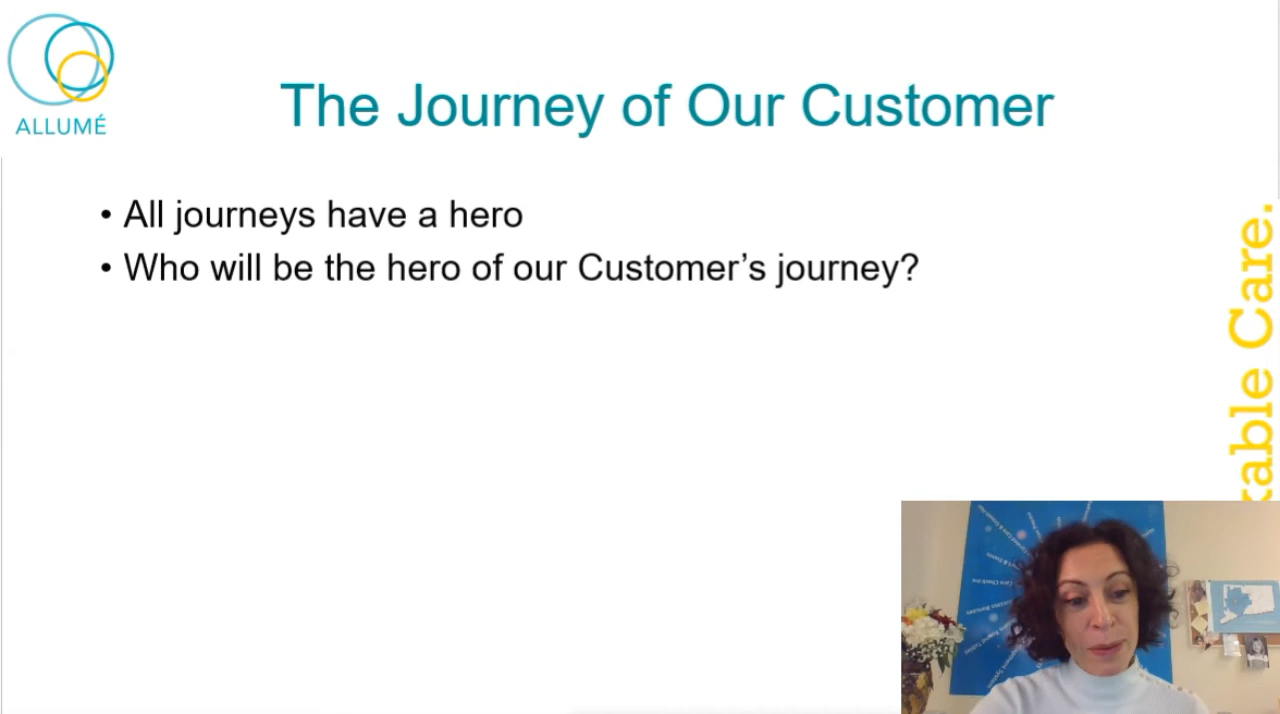 ALLUMÉ
The Journey of Our Customer
• All journeys have a hero
• Who will be the hero of our Customer's journey?
Care.